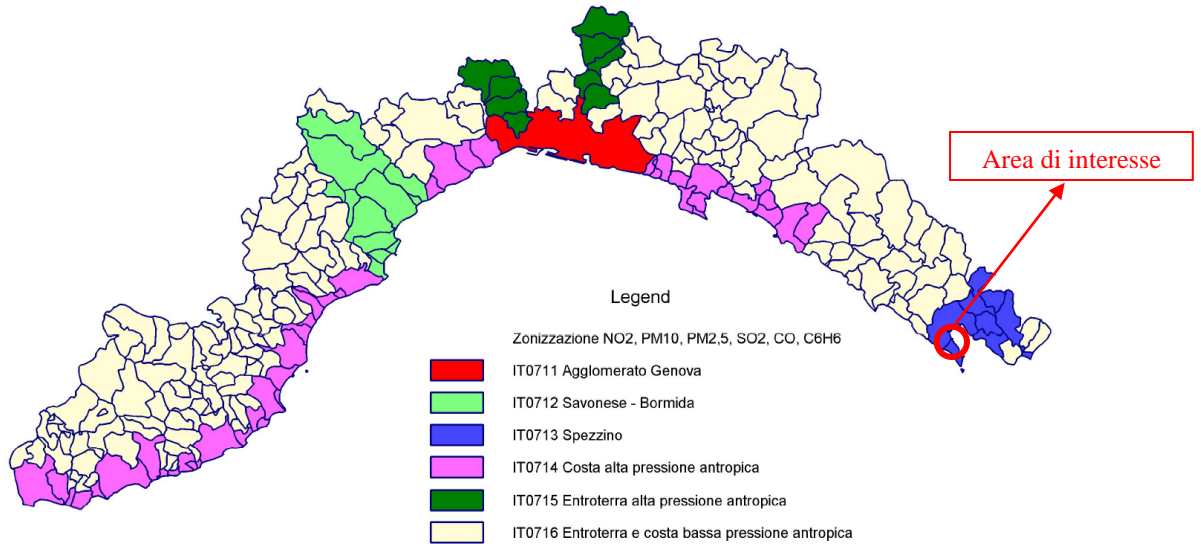 Area di interesse
Legend
Zonizzazione NO2, PM10, PM2,5, SO2, CO, C6H6
IT0711 Agglomerato Genova
IT0712 Savonese - Bormida
IT0713 Spezzino
IT0714 Costa alta pressione antropica
IT0715 Entroterra alta pressione antropica
IT0716 Entroterra e costa bassa pressione antropica